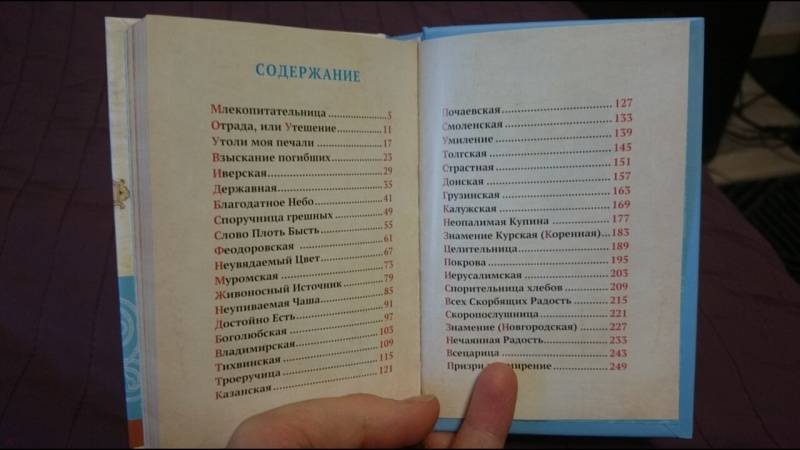 СОДЕРЖАНИЕ
Млекопитательница 5
Отрада, или Утешение 11
Утоли моя печали 17
Взыскание погибших 23
Иверская 29
Державная 35
Благодатное Небо 41
Споручница грешных 49
Слово Плоть Бысть 55
Феодоровская 61
Неувядаемый Цвет 67
Муромская 73
Живоносный Источник 79
Неупиваемая Чаша 85
Достойно Есть 91
Боголюбская 97
Владимирская 103
Тихвинская 109
Троеручица 115
Казанская 121
Почаевская 127
Смоленская 133
Умиление 139
Толгская 145
Страстная 151
Донская 157
Грузинская 163
Калужская 169
Неопалимая Купина 177
Знамение Курская (Коренная) 183
Целительница 189
Покрова 195
Иерусалимская 203
Спорительница хлебов 209
Всех Скорбящих Радость 215
Скоропослушница 221
Знамение (Новгородская) 227
Нечаянная Радость 233
Всецарица 243
Призри 249